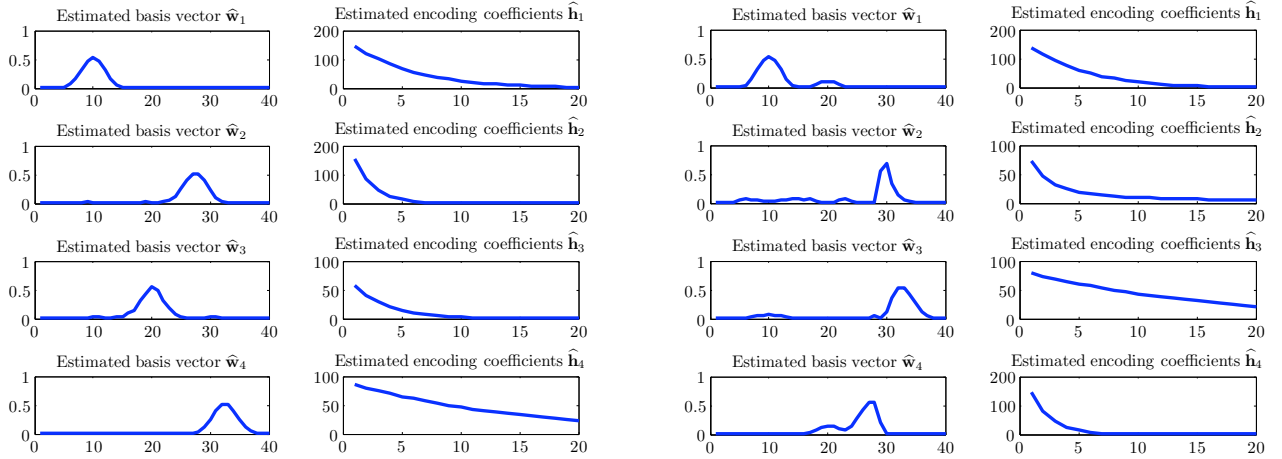 Estimated basis vector ŵ₁
Estimated encoding coefficients ĥ₁
Estimated basis vector ŵ₁
Estimated encoding coefficients ĥ₁
1
0.5
0
0 10 20 30 40
200
100
0
0 5 10 15 20
1
0.5
0
0 10 20 30 40
200
100
0
0 5 10 15 20
Estimated basis vector ŵ₂
Estimated encoding coefficients ĥ₂
Estimated basis vector ŵ₂
Estimated encoding coefficients ĥ₂
1
0.5
0
0 10 20 30 40
200
100
0
0 5 10 15 20
1
0.5
0
0 10 20 30 40
100
50
0
0 5 10 15 20
Estimated basis vector ŵ₃
Estimated encoding coefficients ĥ₃
Estimated basis vector ŵ₃
Estimated encoding coefficients ĥ₃
1
0.5
0
0 10 20 30 40
100
50
0
0 5 10 15 20
1
0.5
0
0 10 20 30 40
100
50
0
0 5 10 15 20
Estimated basis vector ŵ₄
Estimated encoding coefficients ĥ₄
Estimated basis vector ŵ₄
Estimated encoding coefficients ĥ₄
1
0.5
0
0 10 20 30 40
100
50
0
0 5 10 15 20
1
0.5
0
0 10 20 30 40
200
100
0
0 5 10 15 20